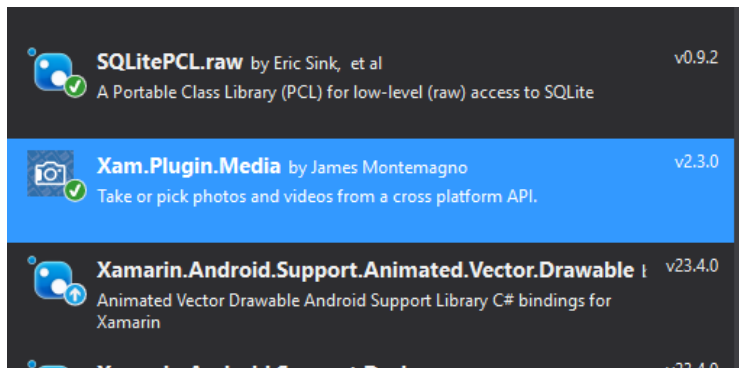 SQLitePCL.raw by Eric Sink, et al v0.9.2
A Portable Class Library (PCL) for low-level (raw) access to SQLite
Xam.Plugin.Media by James Montemagno v2.3.0
Take or pick photos and videos from a cross platform API.
Xamarin.Android.Support.Animated.Vector.Drawable v23.4.0
Animated Vector Drawable Android Support Library C# bindings for
Xamarin